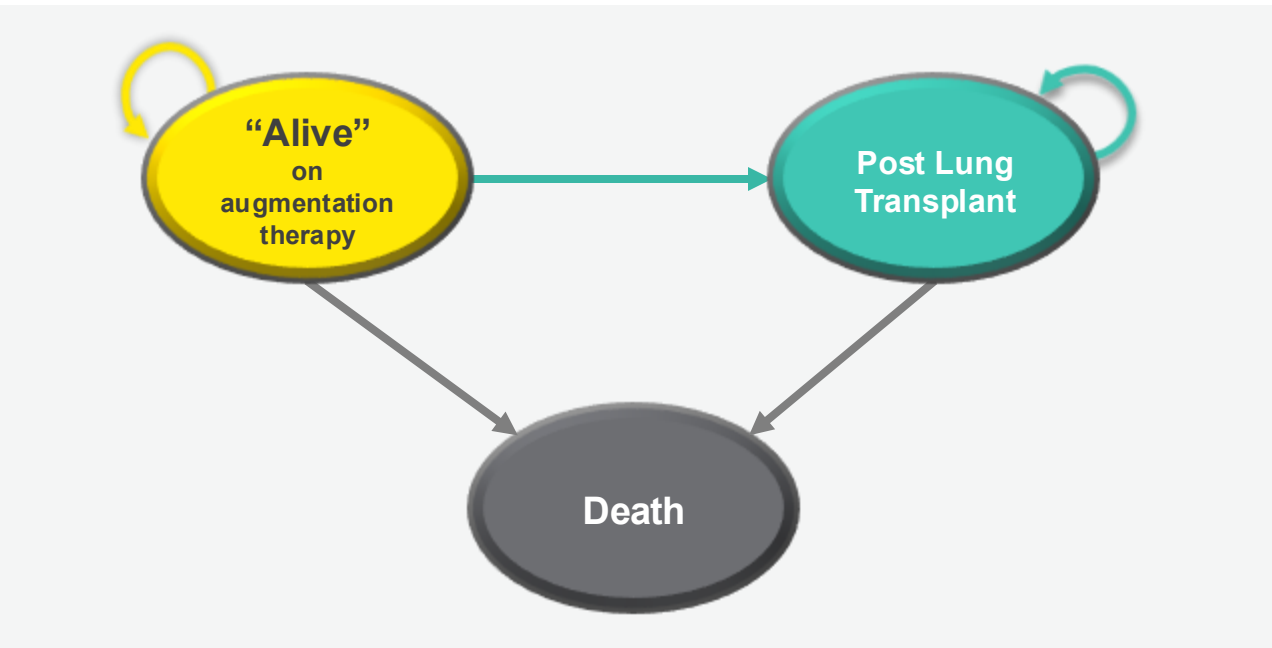 “Alive”
on
augmentation
therapy
Post Lung
Transplant
Death